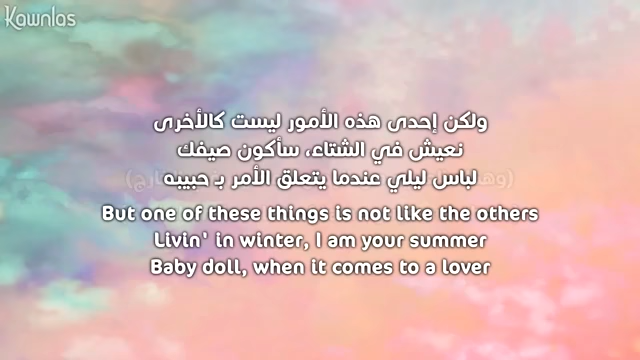 Kawnlas
ولكن إحدى هذه الأمور ليست كالأخرى
نعيش في الشتاء، سأكون صيفك
لباس ليلي عندما يتعلق الأمر بـ حبيبه
But one of these things is not like the others
Livin' in winter, I am your summer
Baby doll, when it comes to a lover